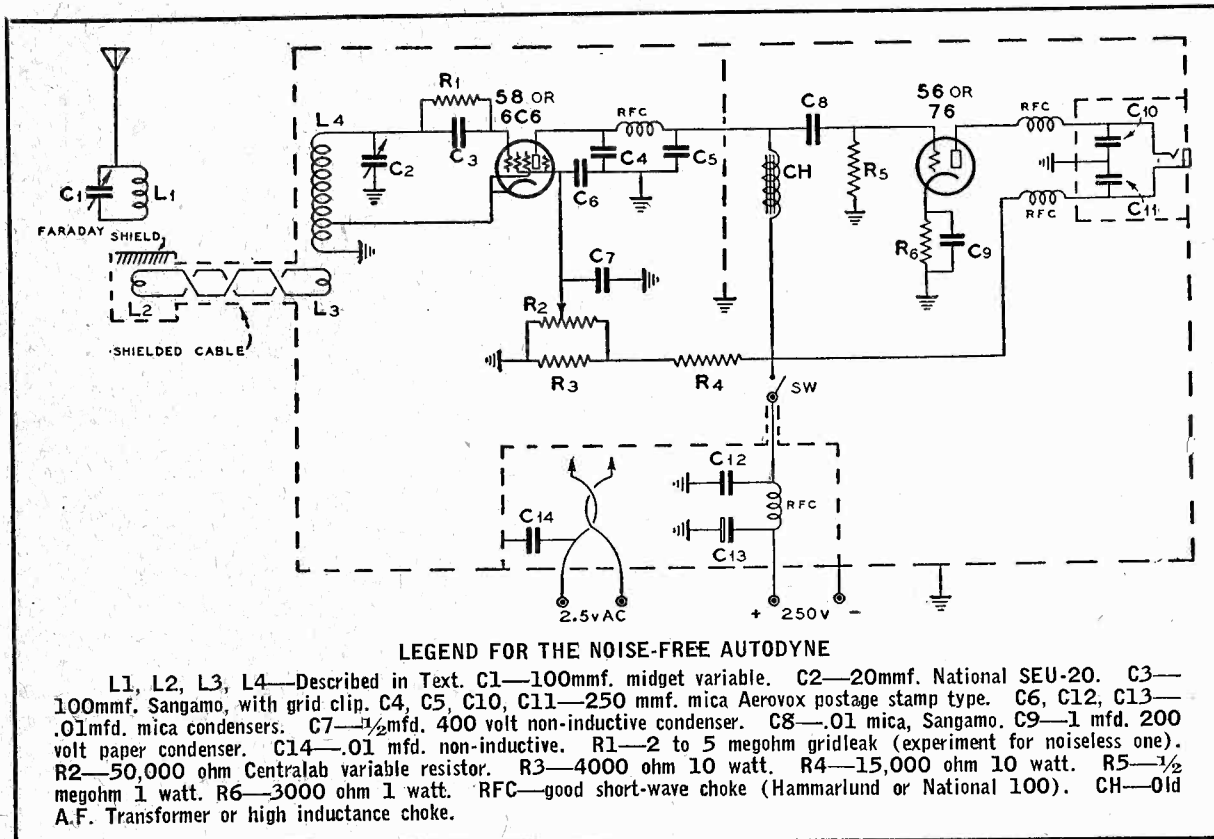 R1
58 OR
6C6
RFC
56 OR
76
C8
RFC
C10
L4
C3
C2
C4
C5
CH
R5
C6
C1
L1
RFC
C11
FARADAY SHIELD
R6
C9
C7
L2
L3
R2
SHIELDED CABLE
R3
R4
SW
C12
RFC
C14
C13
2.5v AC
+ 250v -
LEGEND FOR THE NOISE-FREE AUTODYNE
L1, L2, L3, L4—Described in Text. C1—100mmf. midget variable. C2—20mmf. National SEU-20. C3—
100mmf. Sangamo, with grid clip. C4, C5, C10, C11—250 mmf. mica Aerovox postage stamp type. C6, C12, C13—
.01mfd. mica condensers. C7—½mfd. 400 volt non-inductive condenser. C8—.01 mica, Sangamo. C9—1 mfd. 200
volt paper condenser. C14—.01 mfd. non-inductive. R1—2 to 5 megohm gridleak (experiment for noiseless one).
R2—50,000 ohm Centralab variable resistor. R3—4000 ohm 10 watt. R4—15,000 ohm 10 watt. R5—½
megohm 1 watt. R6—3000 ohm 1 watt. RFC—good short-wave choke (Hammarlund or National 100). CH—Old
A.F. Transformer or high inductance choke.